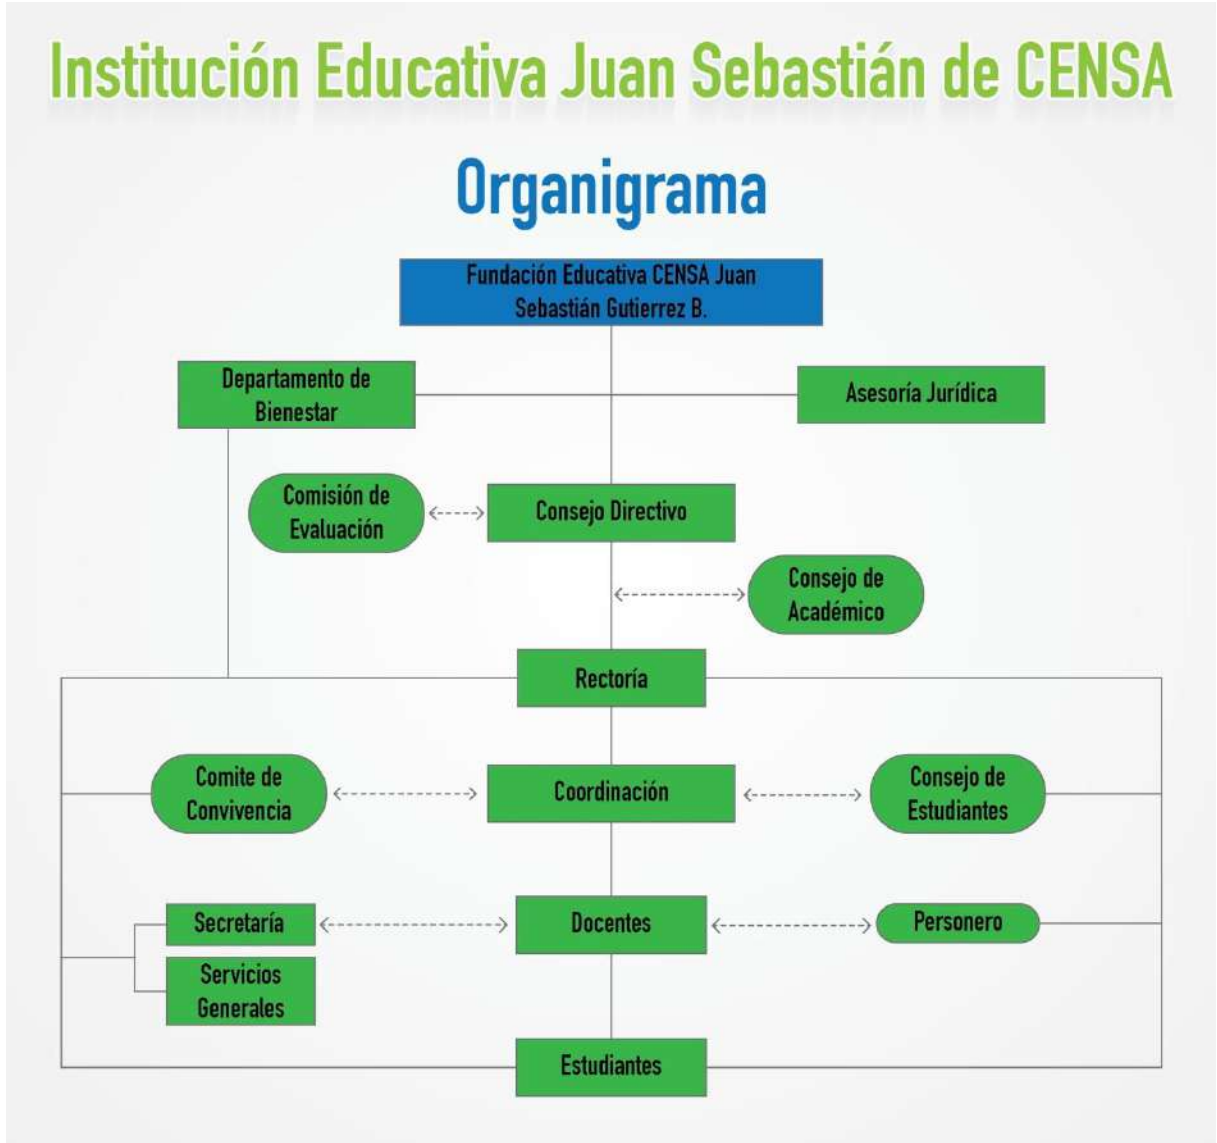 Institución Educativa Juan Sebastián de CENSA
Organigrama
Fundación Educativa CENSA Juan
Sebastián Gutierrez B.
Departamento de
Bienestar
Asesoría Jurídica
Comisión de
Evaluación
Consejo Directivo
Consejo de
Académico
Rectoría
Comite de
Convivencia
Coordinación
Consejo de
Estudiantes
Secretaría
Docentes
Personero
Servicios
Generales
Estudiantes